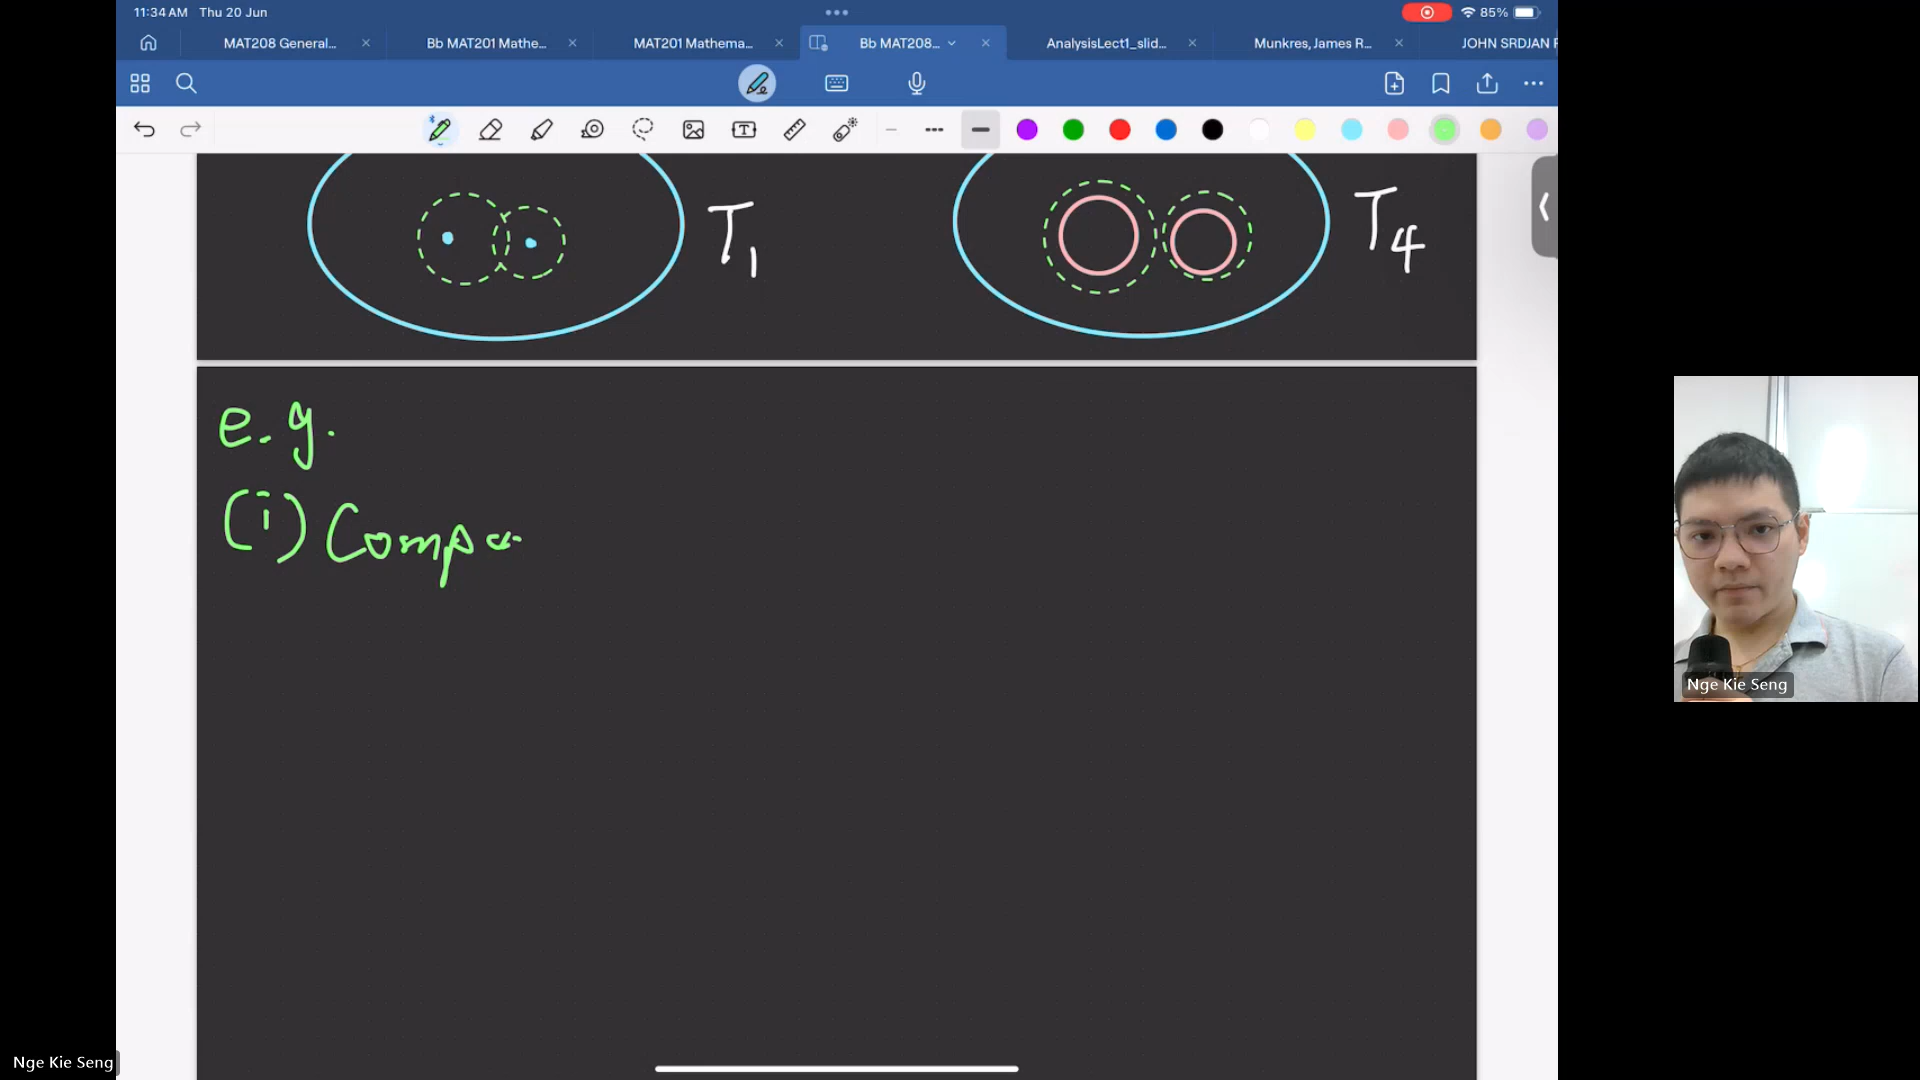 11:34 AM Thu 20 Jun
85%
MAT208 General...
Bb MAT201 Mathe...
MAT201 Mathema...
Bb MAT208...
AnalysisLect1_slid...
Munkres, James R...
JOHN SRDJAN P
T1
T4
e.g.
(i) Compa
Nge Kie Seng
Nge Kie Seng